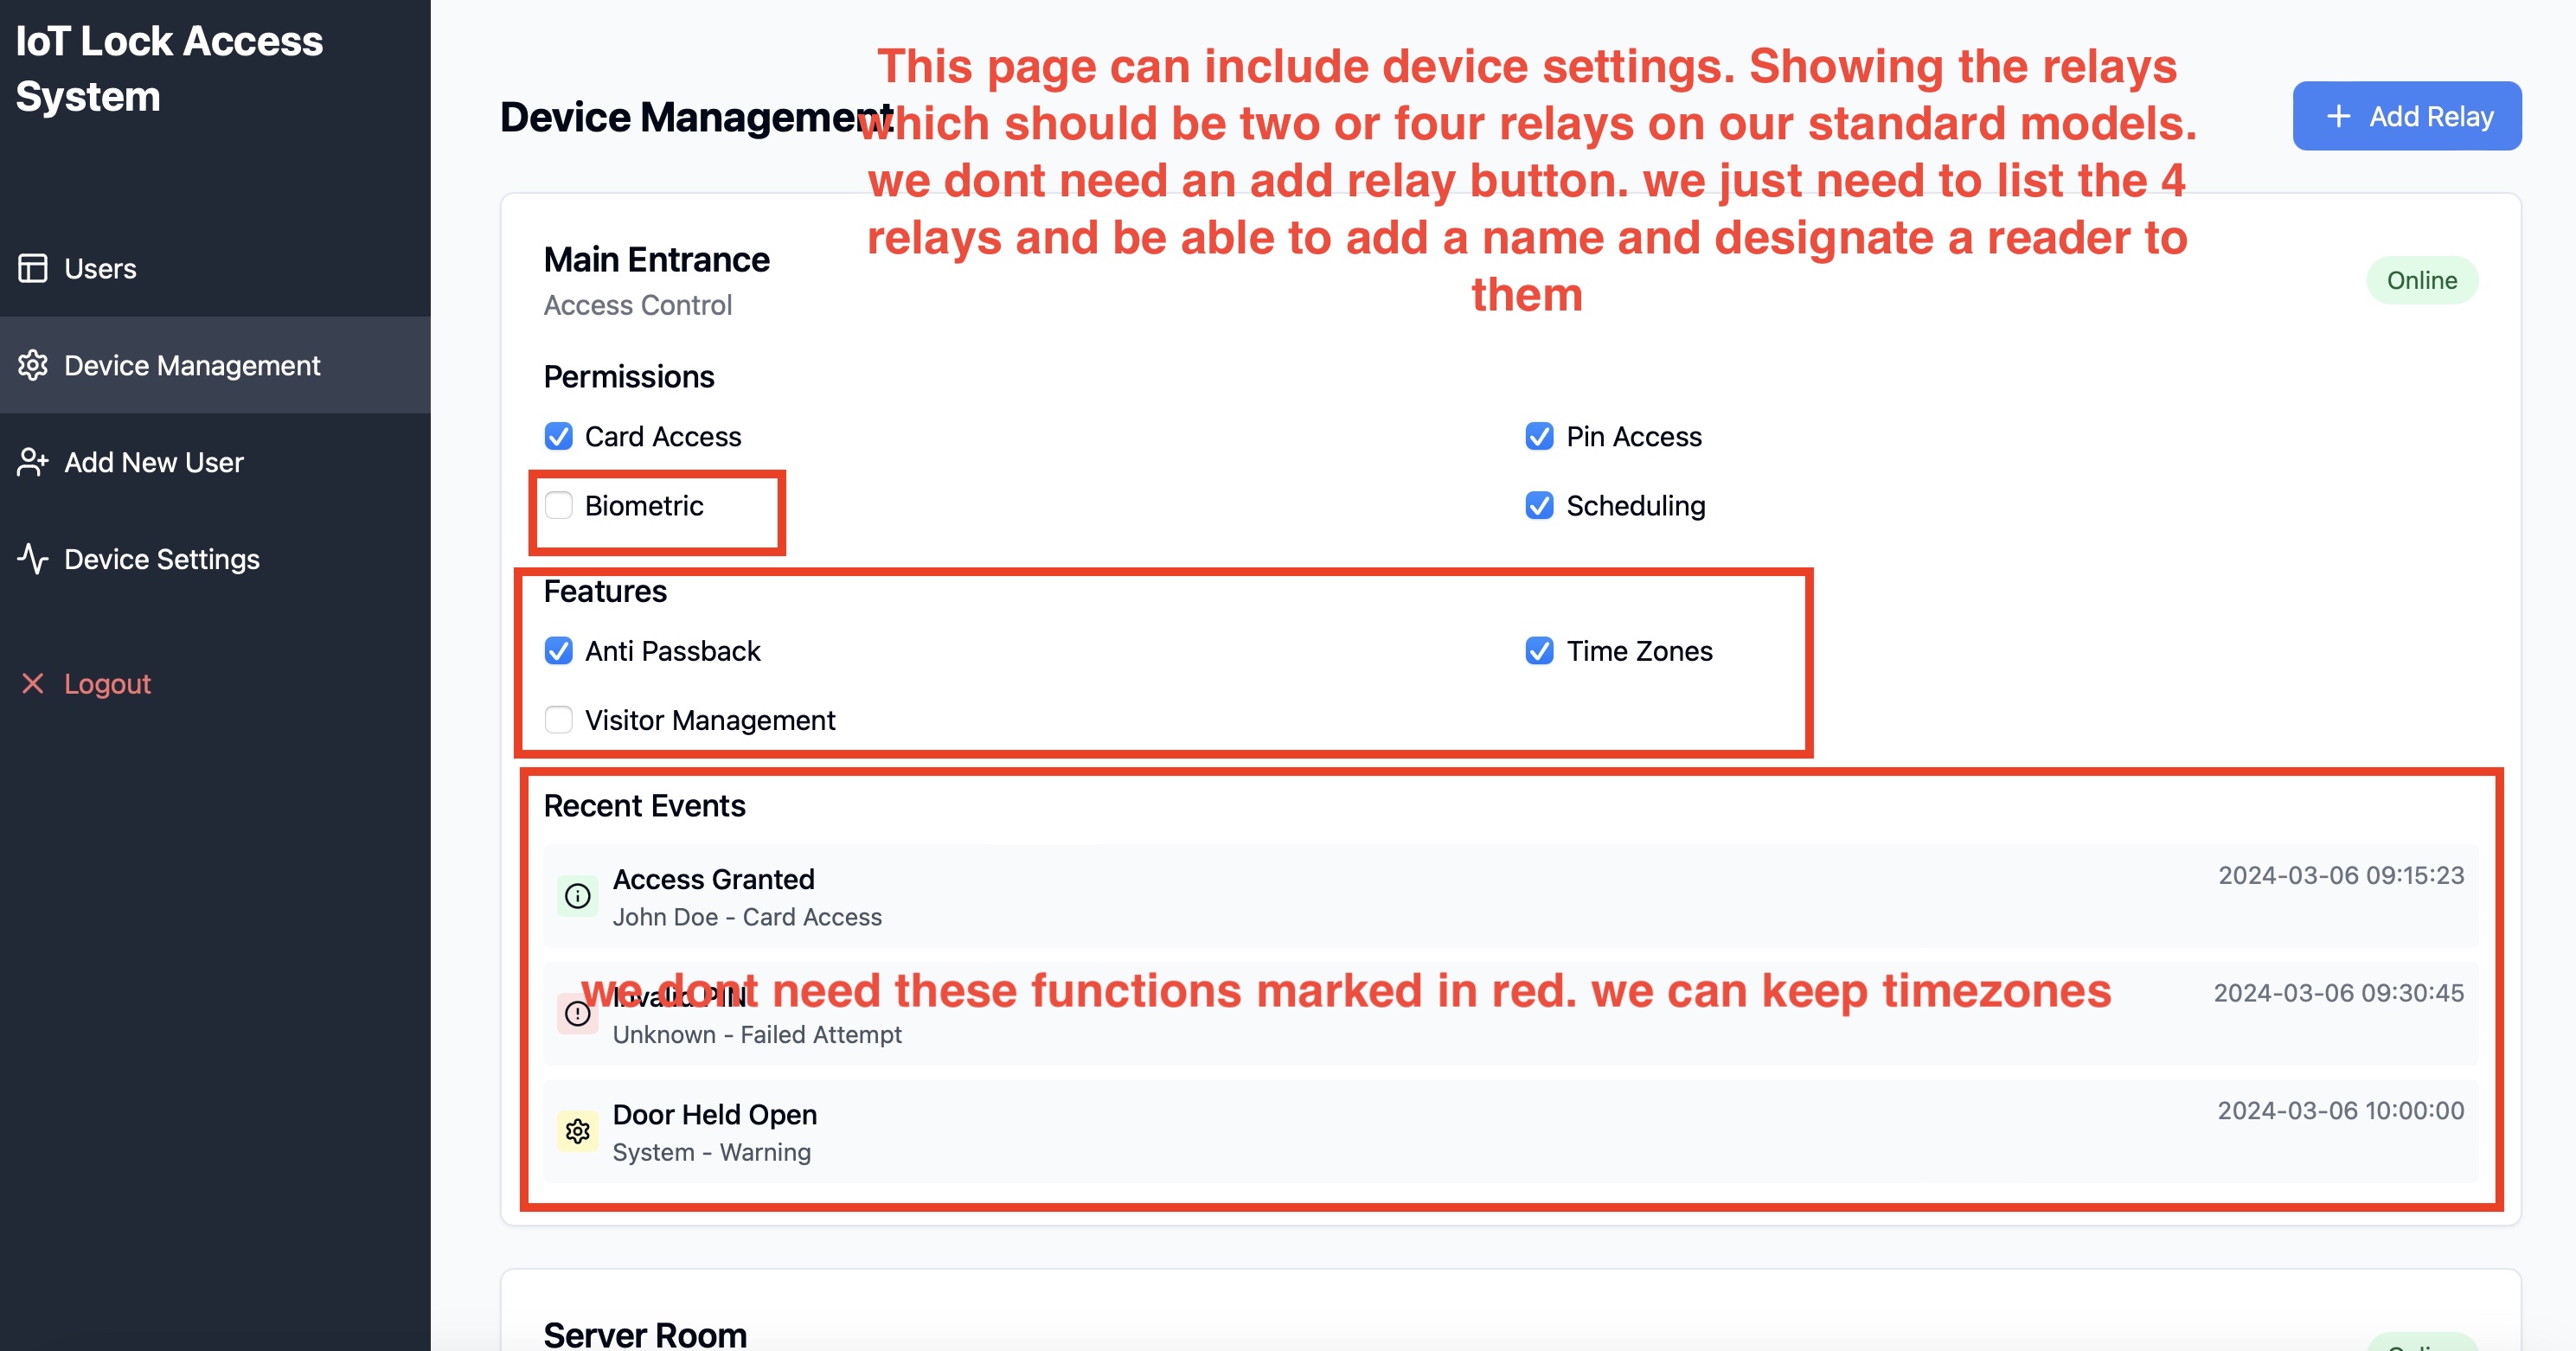 IoT Lock Access
System
Users
Device Management
Add New User
Device Settings
Logout
This page can include device settings. Showing the relays
which should be two or four relays on our standard models.
we dont need an add relay button. we just need to list the 4
relays and be able to add a name and designate a reader to
them
Device Management
Add Relay
Main Entrance
Access Control
Online
Permissions
Card Access
Pin Access
Biometric
Scheduling
Features
Anti Passback
Time Zones
Visitor Management
Recent Events
Access Granted
2024-03-06 09:15:23
John Doe - Card Access
we dont need these functions marked in red. we can keep timezones
Invalid PIN
2024-03-06 09:30:45
Unknown - Failed Attempt
Door Held Open
2024-03-06 10:00:00
System - Warning
Server Room